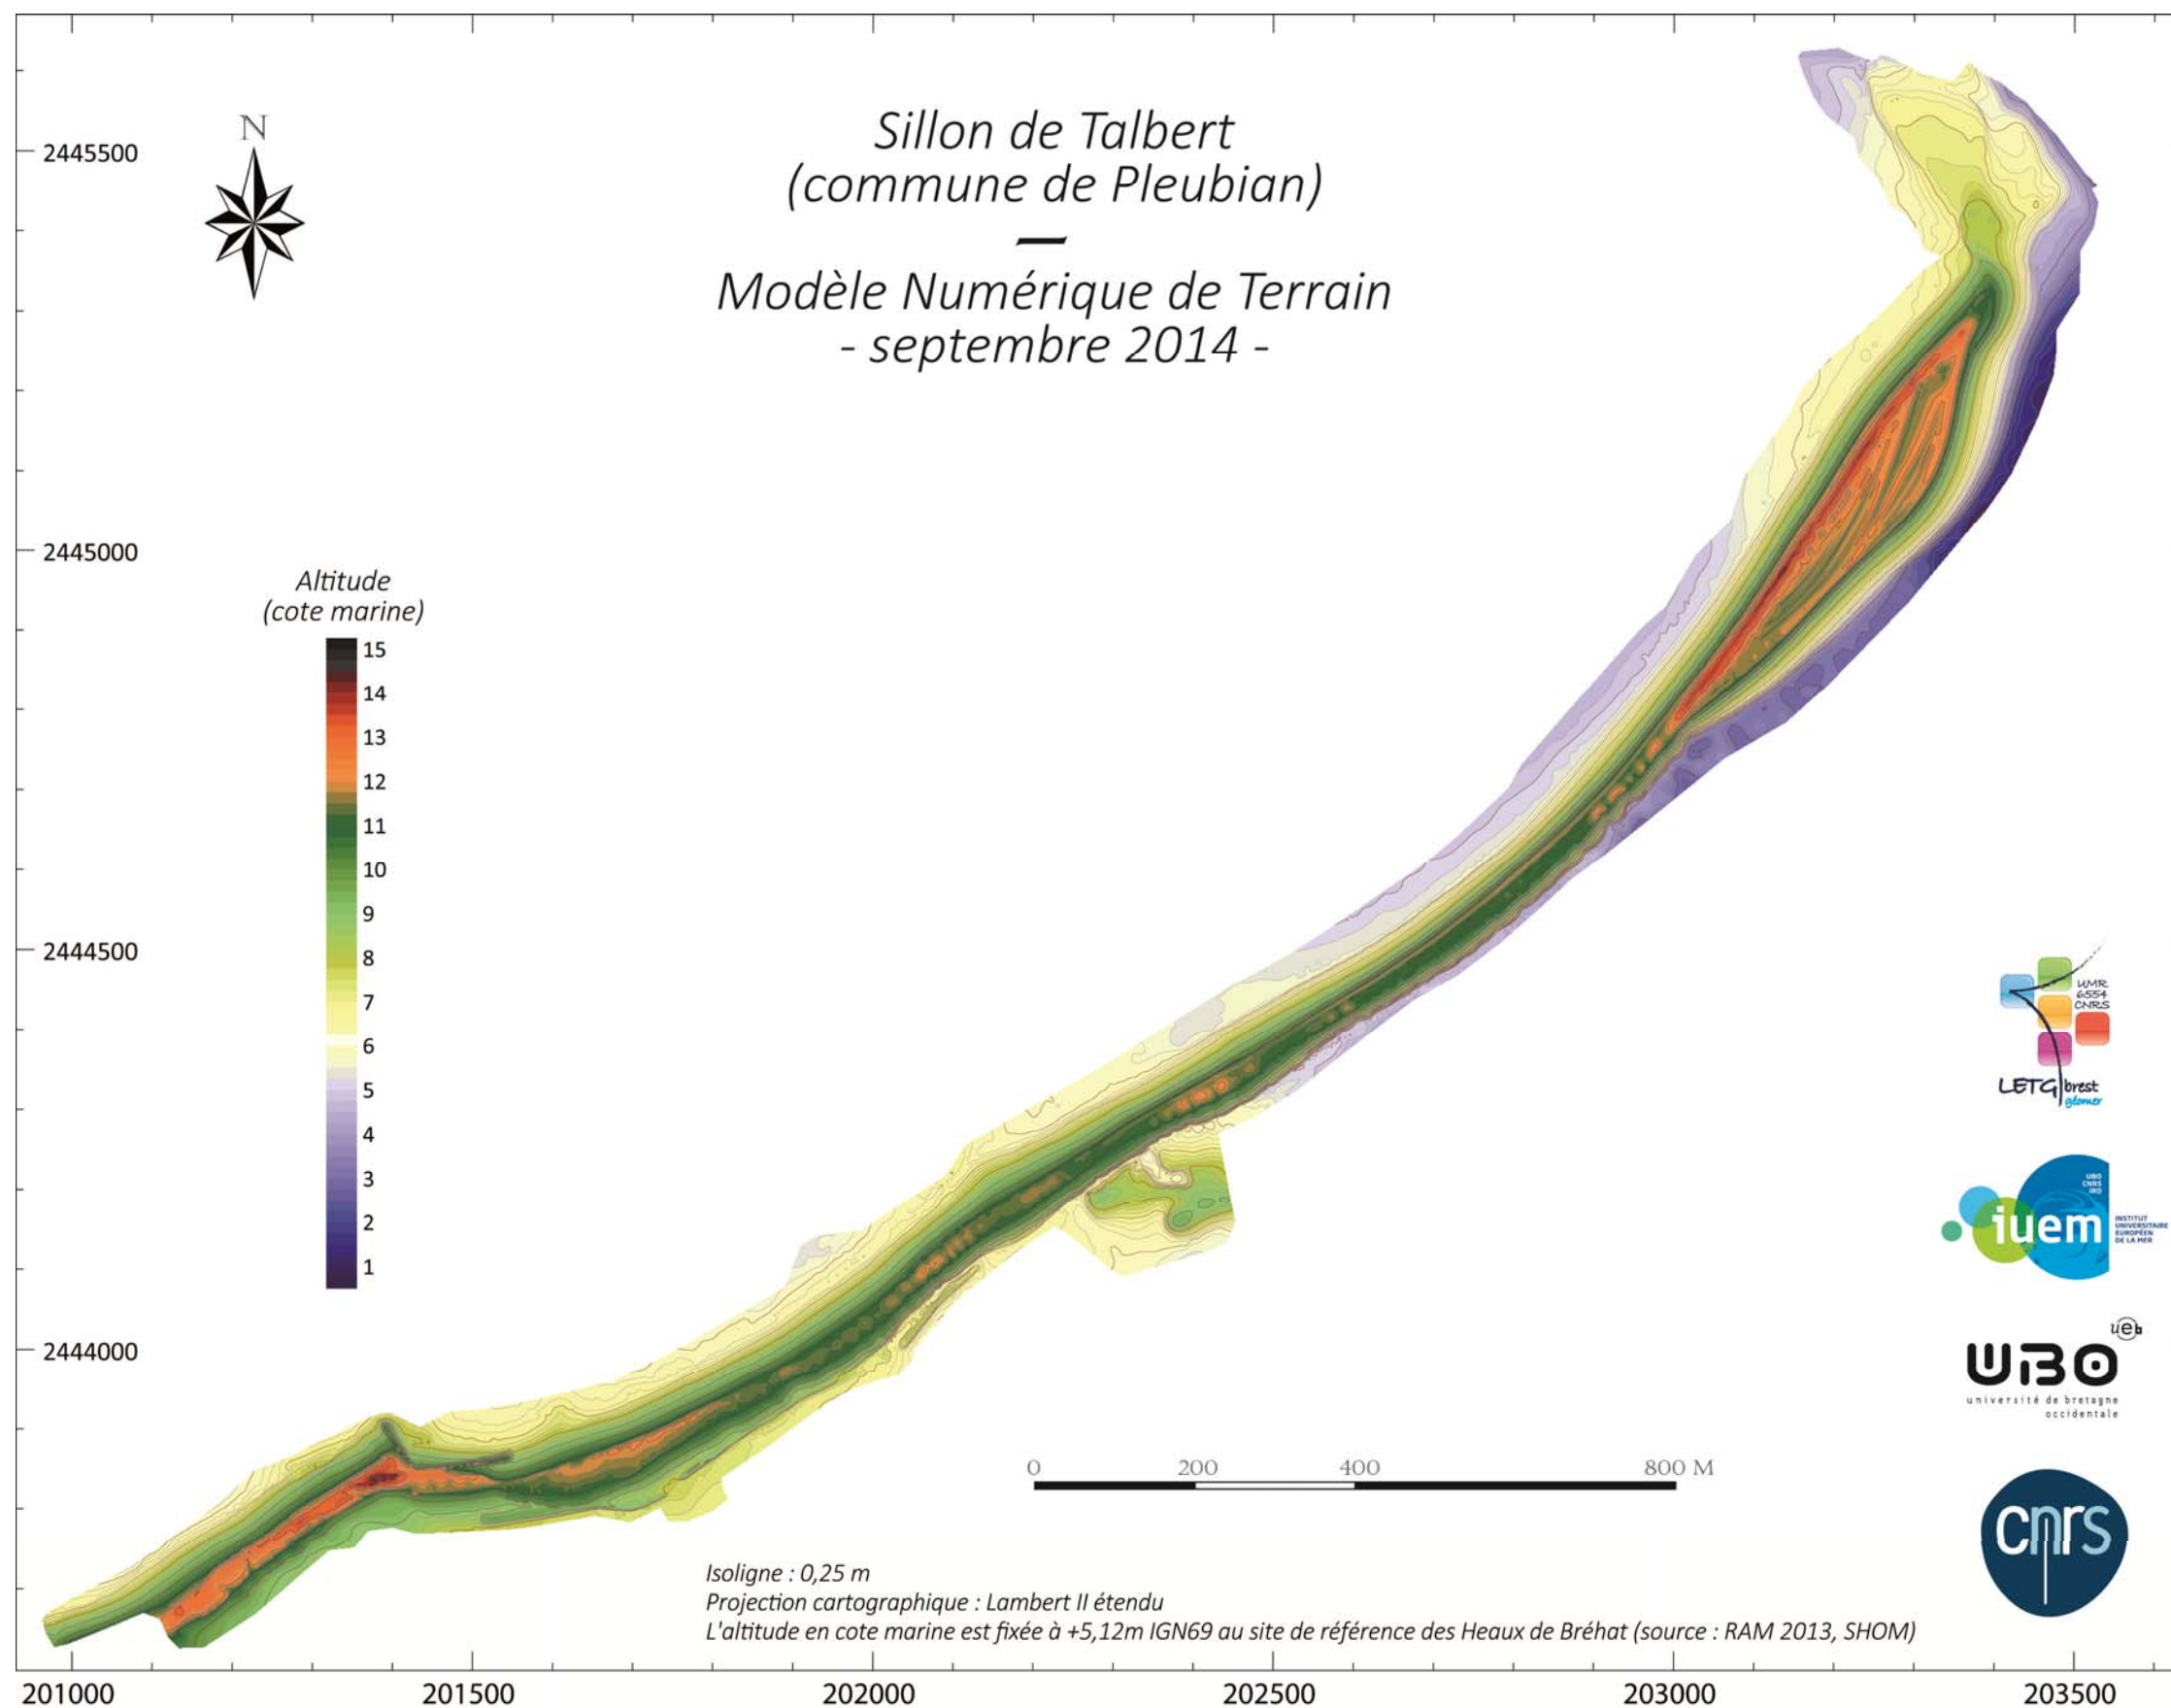 Sillon de Talbert
(commune de Pleubian)
—
Modèle Numérique de Terrain
- septembre 2014 -
N
2445500
2445000
2444500
2444000
Altitude
(cote marine)
15
14
13
12
11
10
9
8
7
6
5
4
3
2
1
UMR
6554
CNRS
LETG brest
géomer
UBO
CNRS
IRD
iuem
INSTITUT
UNIVERSITAIRE
EUROPÉEN
DE LA MER
ueb
UBO
université de bretagne
occidentale
cnrs
0 200 400 800 M
Isoligne : 0,25 m
Projection cartographique : Lambert II étendu
L'altitude en cote marine est fixée à +5,12m IGN69 au site de référence des Heaux de Bréhat (source : RAM 2013, SHOM)
201000 201500 202000 202500 203000 203500